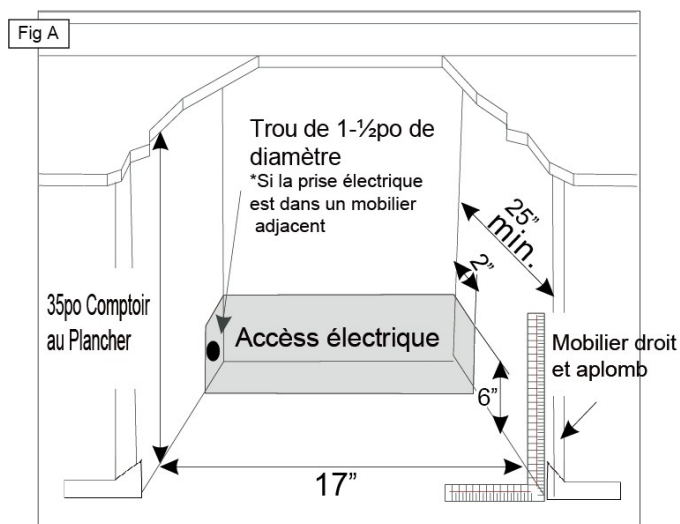 Fig A
Trou de 1-½po de
diamètre
*Si la prise électrique
est dans un mobilier
adjacent
25”
min.
2”
35po Comptoir
au Plancher
Accèss électrique
Mobilier droit
et aplomb
6”
17”